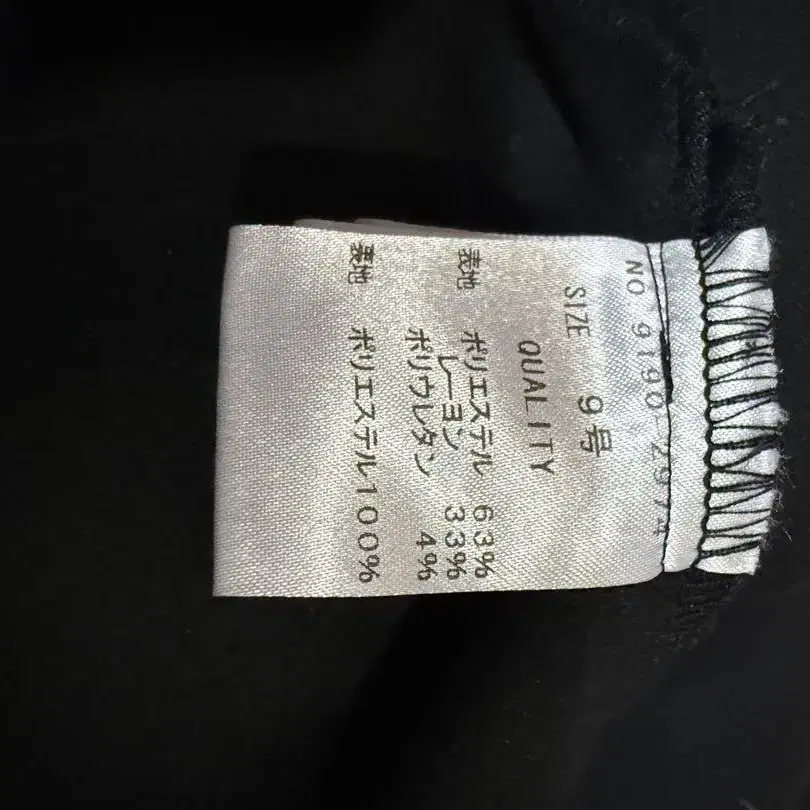 NO 9190 2974
SIZE 9号
QUALITY
表地 ポリエステル 63%
レーヨン 33%
ポリウレタン 4%
裏地 ポリエステル100%